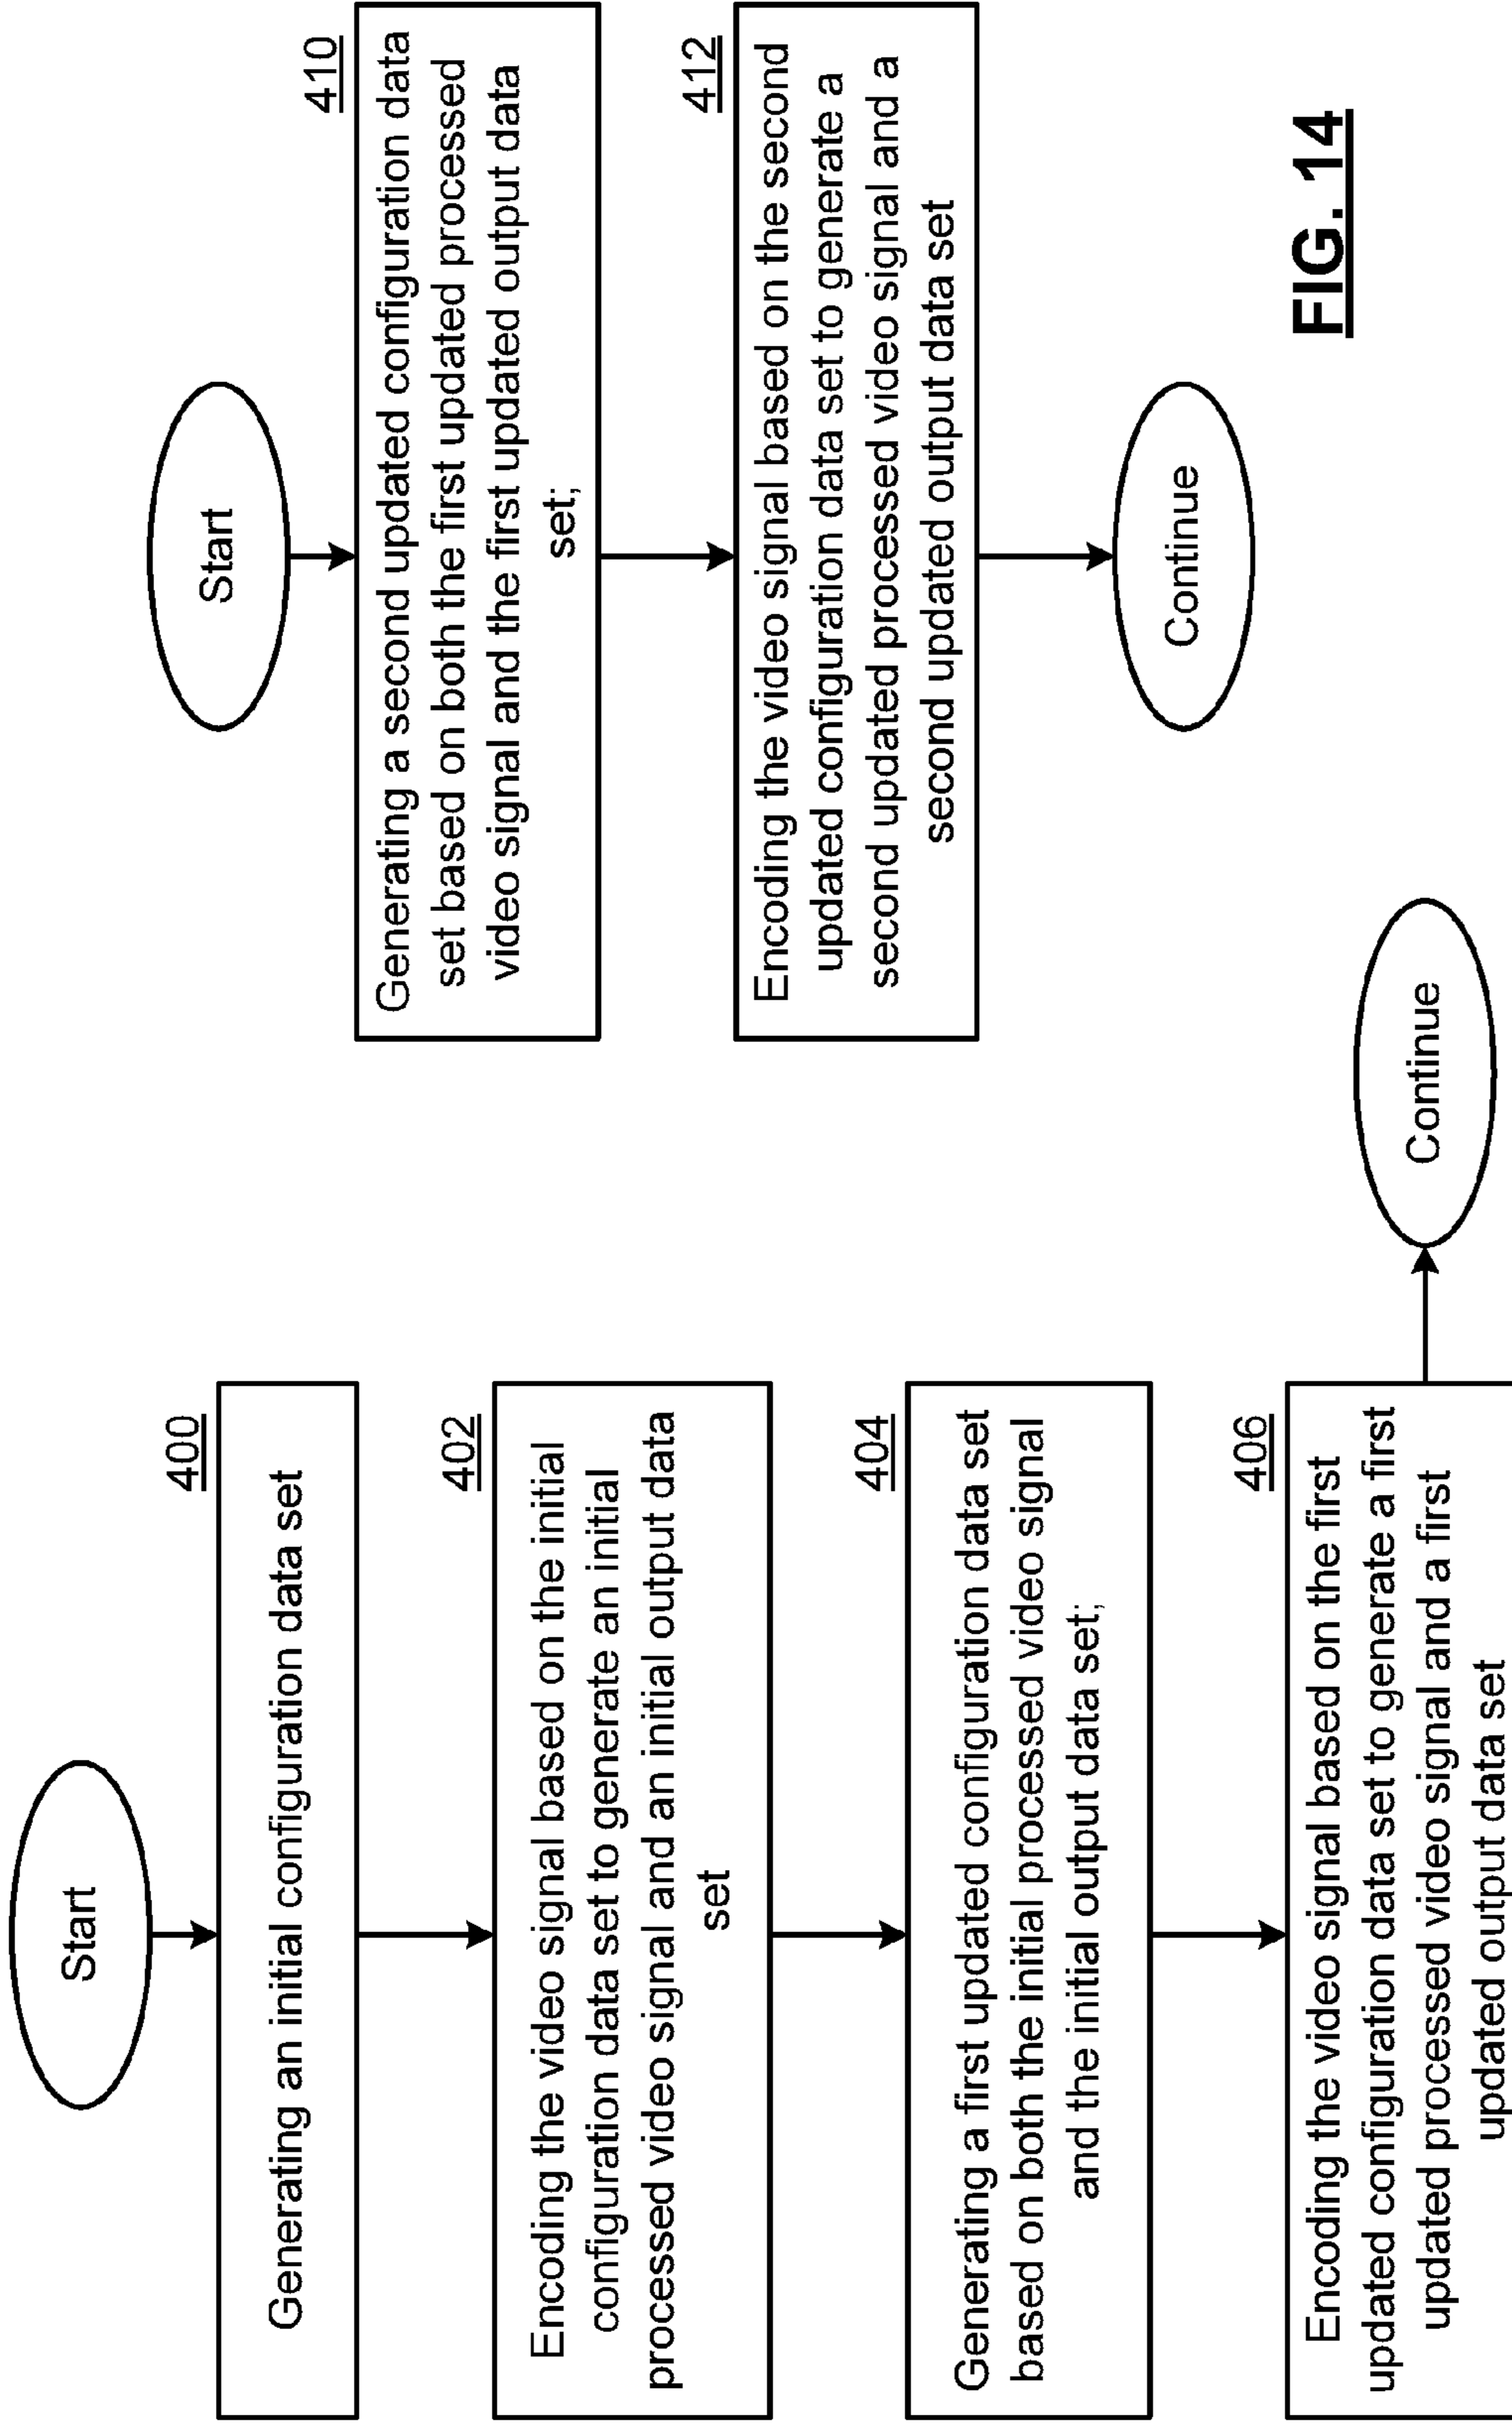 Start
400
Generating an initial configuration data set
402
Encoding the video signal based on the initial
configuration data set to generate an initial
processed video signal and an initial output data
set
404
Generating a first updated configuration data set
based on both the initial processed video signal
and the initial output data set;
406
Encoding the video signal based on the first
updated configuration data set to generate a first
updated processed video signal and a first
updated output data set
Continue
Start
410
Generating a second updated configuration data
set based on both the first updated processed
video signal and the first updated output data
set;
412
Encoding the video signal based on the second
updated configuration data set to generate a
second updated processed video signal and a
second updated output data set
Continue
FIG. 14